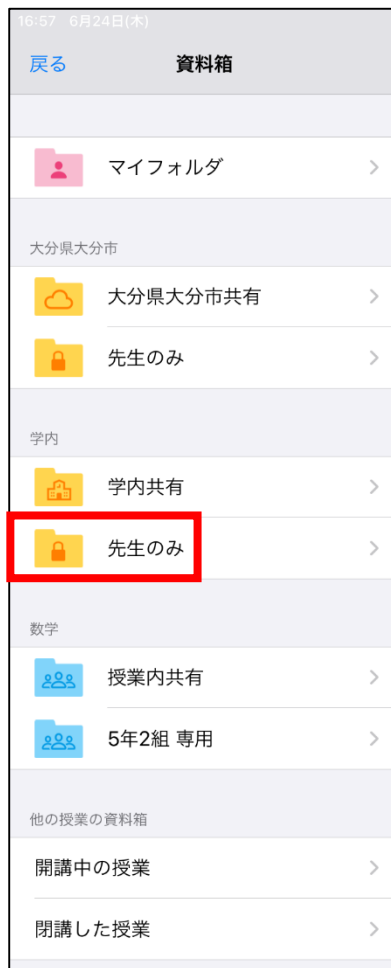 16:57 6月24日(木)
戻る 資料箱
マイフォルダ
大分県大分市
大分県大分市共有
先生のみ
学内
学内共有
先生のみ
数学
授業内共有
5年2組 専用
他の授業の資料箱
開講中の授業
閉講した授業